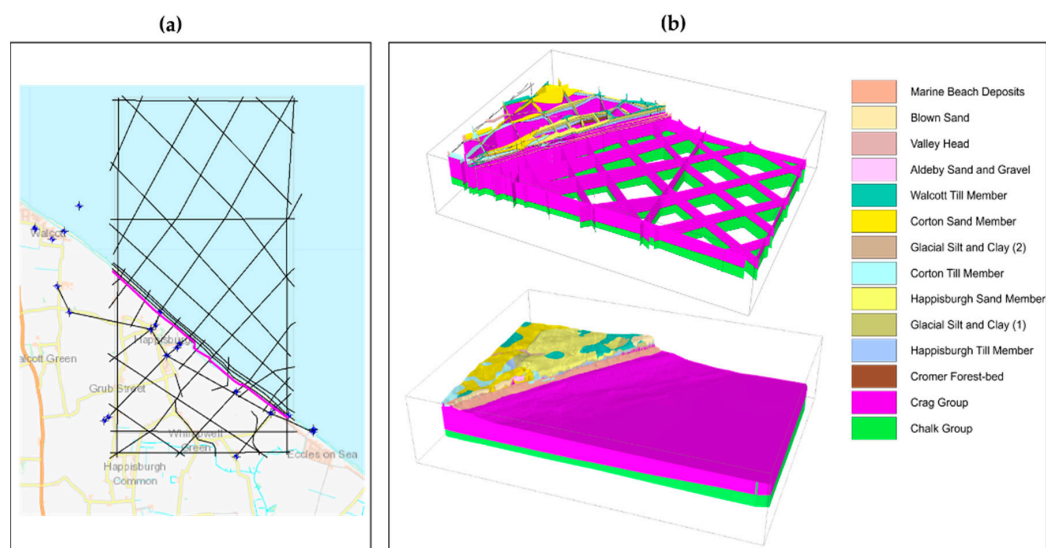 (a)
(b)
Walcott
Happisburgh
alcott Green
Grub Street
Whimpwell
Green
Eccles on Sea
Happisburgh
Common
Marine Beach Deposits
Blown Sand
Valley Head
Aldeby Sand and Gravel
Walcott Till Member
Corton Sand Member
Glacial Silt and Clay (2)
Corton Till Member
Happisburgh Sand Member
Glacial Silt and Clay (1)
Happisburgh Till Member
Cromer Forest-bed
Crag Group
Chalk Group